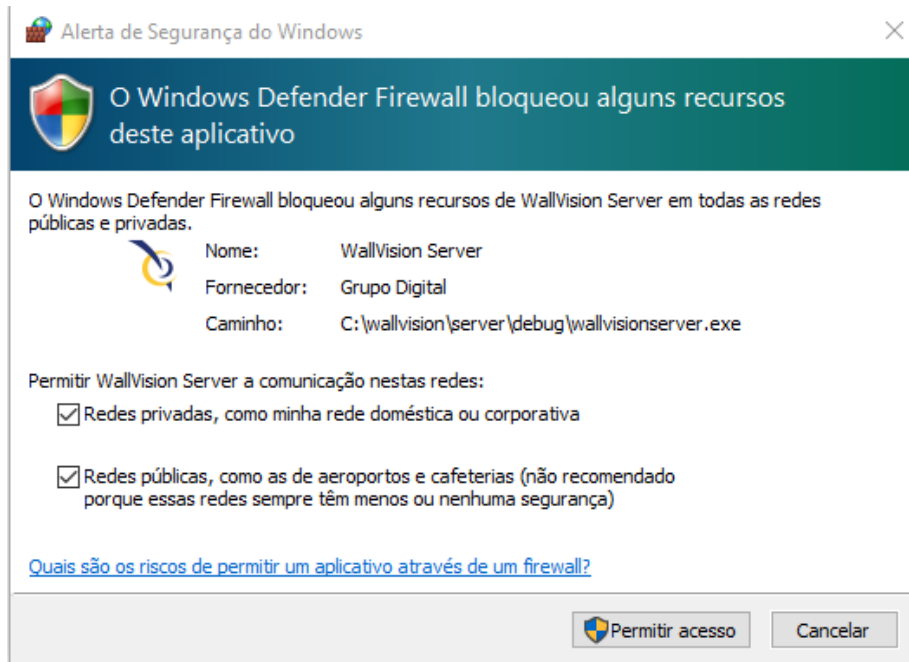 Alerta de Segurança do Windows
O Windows Defender Firewall bloqueou alguns recursos
deste aplicativo
O Windows Defender Firewall bloqueou alguns recursos de WallVision Server em todas as redes
públicas e privadas.
Nome: WallVision Server
Fornecedor: Grupo Digital
Caminho: C:\wallvision\server\debug\wallvisionserver.exe
Permitir WallVision Server a comunicação nestas redes:
Redes privadas, como minha rede doméstica ou corporativa
Redes públicas, como as de aeroportos e cafeterias (não recomendado
porque essas redes sempre têm menos ou nenhuma segurança)
Quais são os riscos de permitir um aplicativo através de um firewall?
Permitir acesso Cancelar